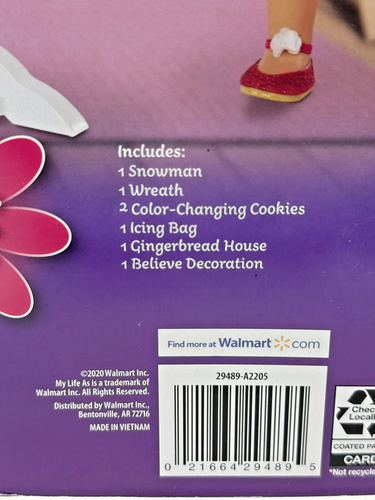 Includes:
1 Snowman
1 Wreath
2 Color-Changing Cookies
1 Icing Bag
1 Gingerbread House
1 Believe Decoration
Find more at Walmart.com
©2020 Walmart Inc.
My Life As is a trademark of
Walmart Inc. All Rights Reserved.
Distributed by Walmart Inc.,
Bentonville, AR 72716
MADE IN VIETNAM
29489-A2205
0 21664 29489 5
Check
Locall
COATED PA
CARD
*Not recycle